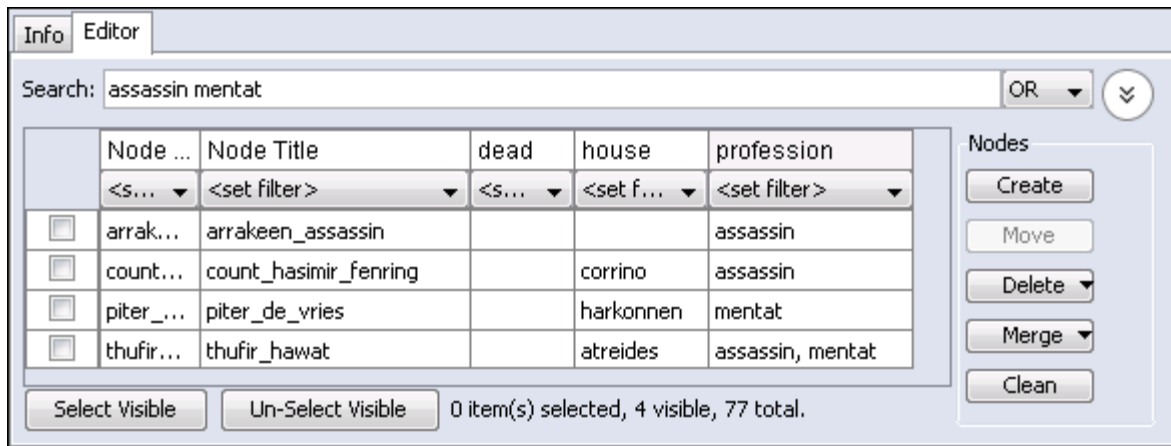 Info Editor
Search: assassin mentat OR
Node ... Node Title dead house profession Nodes
<s... <set filter> <s... <set f... <set filter> Create
arrak... arrakeen_assassin assassin Move
count... count_hasimir_fenring corrino assassin
piter_... piter_de_vries harkonnen mentat Delete
thufir... thufir_hawat atreides assassin, mentat Merge
Clean
Select Visible Un-Select Visible 0 item(s) selected, 4 visible, 77 total.